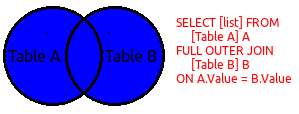 Table A
Table B
SELECT [list] FROM
[Table A] A
FULL OUTER JOIN
[Table B] B
ON A.Value = B.Value